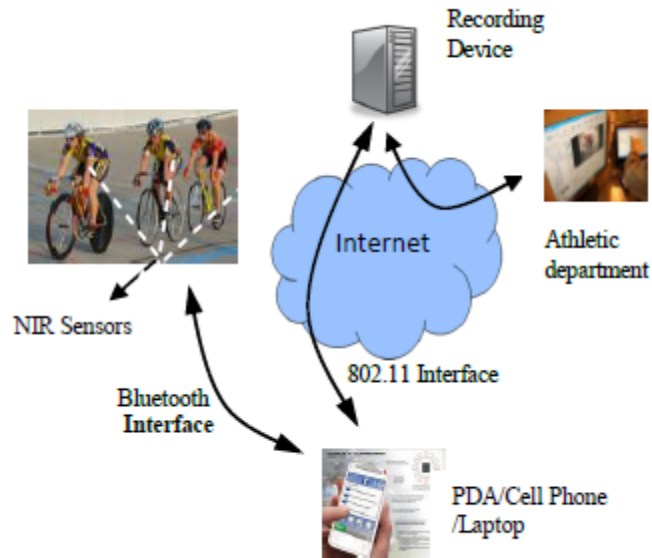 Recording
Device
Internet
Athletic
department
NIR Sensors
802.11 Interface
Bluetooth
Interface
PDA/Cell Phone
/Laptop